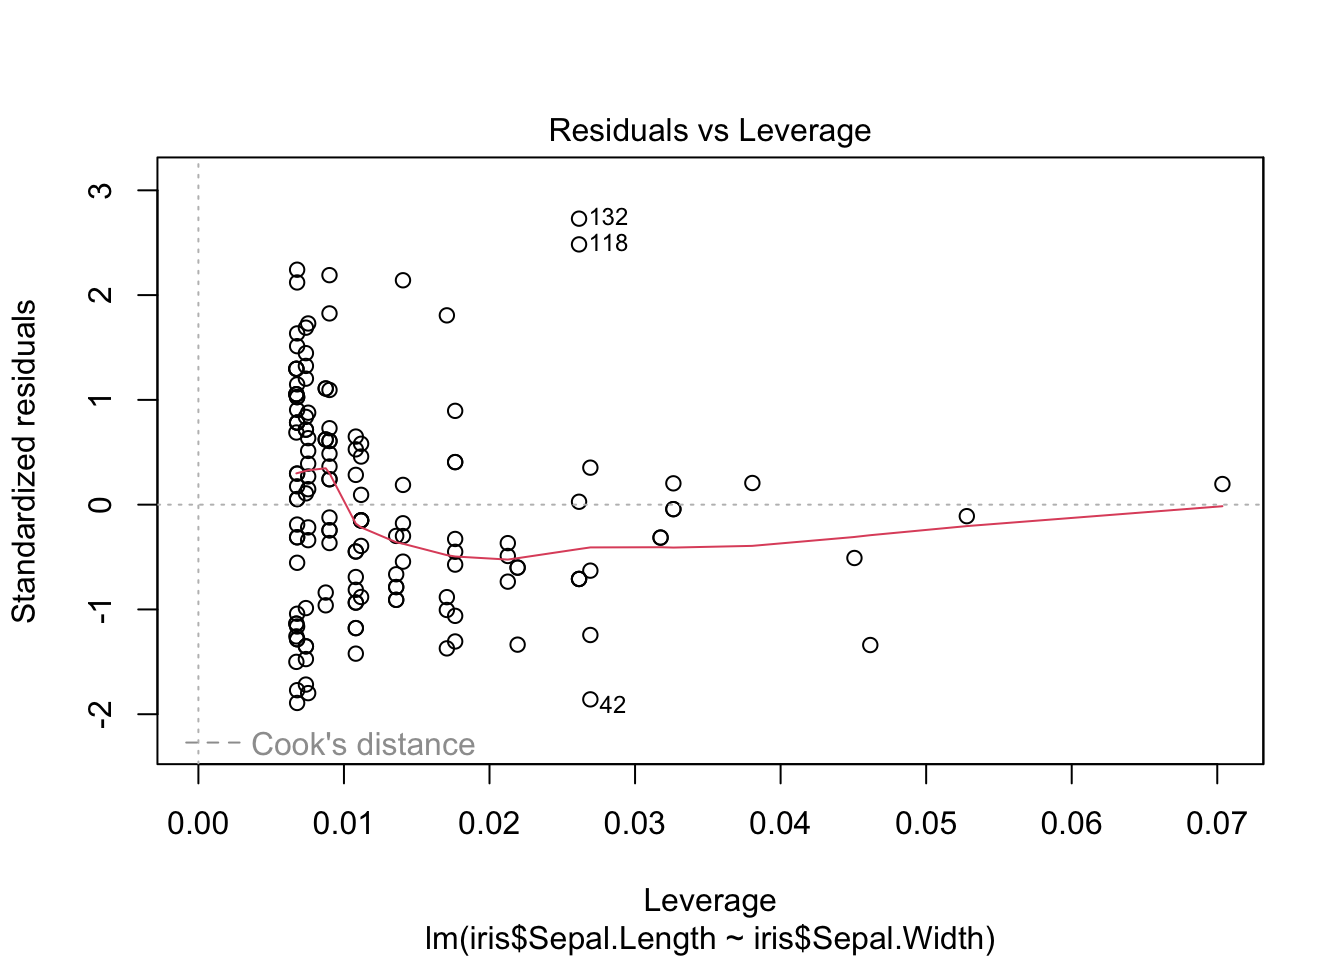 Residuals vs Leverage
Standardized residuals
3
2
1
0
-1
-2
132
118
42
Cook's distance
0.00 0.01 0.02 0.03 0.04 0.05 0.06 0.07
Leverage
lm(iris$Sepal.Length ~ iris$Sepal.Width)